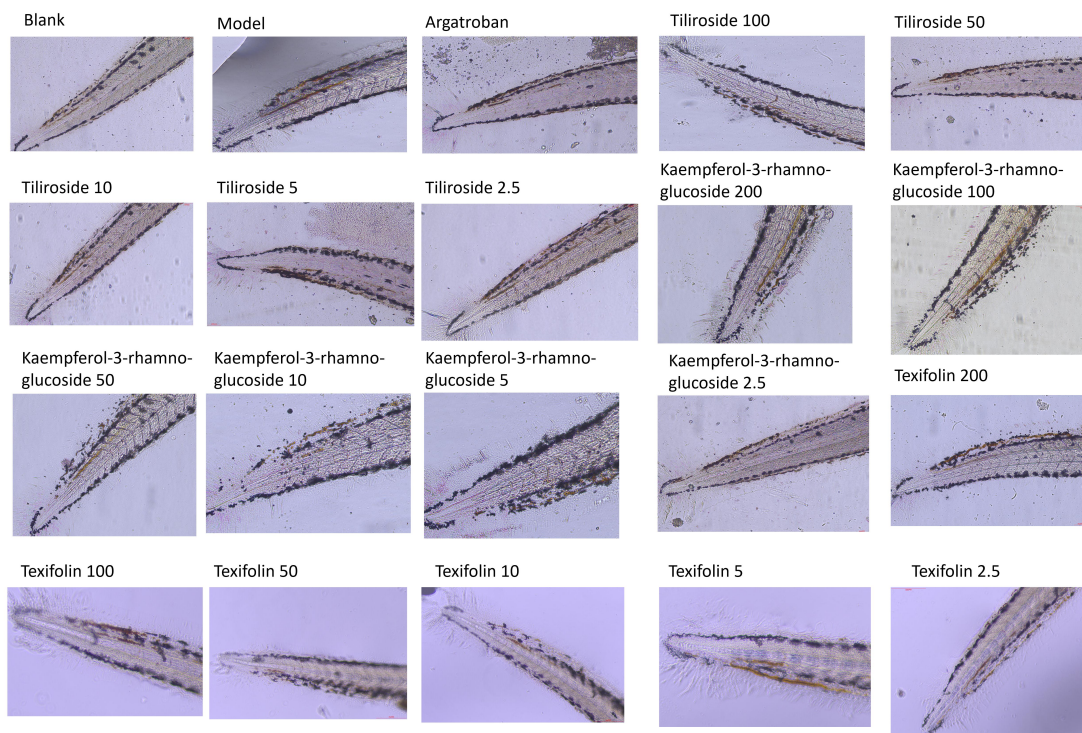 Blank
Model
Argatroban
Tiliroside 100
Tiliroside 50
Tiliroside 10
Tiliroside 5
Tiliroside 2.5
Kaempferol-3-rhamno-
glucoside 200
Kaempferol-3-rhamno-
glucoside 100
Kaempferol-3-rhamno-
glucoside 50
Kaempferol-3-rhamno-
glucoside 10
Kaempferol-3-rhamno-
glucoside 5
Kaempferol-3-rhamno-
glucoside 2.5
Texifolin 200
Texifolin 100
Texifolin 50
Texifolin 10
Texifolin 5
Texifolin 2.5